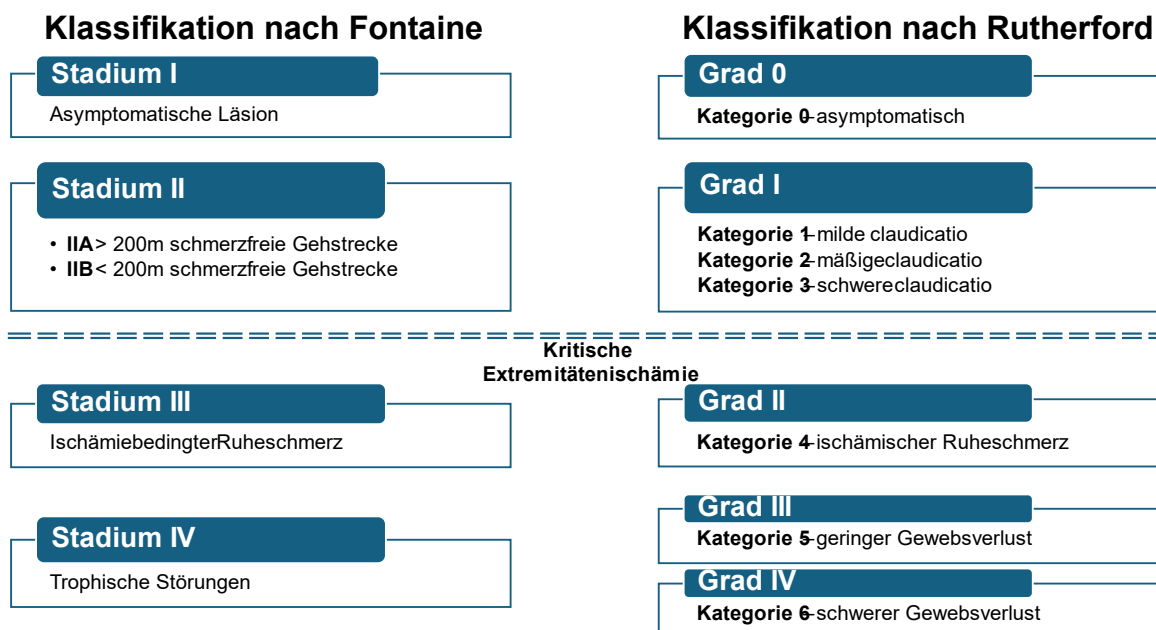 Klassifikation nach Fontaine
Stadium I
Asymptomatische Läsion
Stadium II
• IIA> 200m schmerzfreie Gehstrecke
• IIB< 200m schmerzfreie Gehstrecke
Klassifikation nach Rutherford
Grad 0
Kategorie 0–asymptomatisch
Grad I
Kategorie 1–milde claudicatio
Kategorie 2–mäßigeclaudicatio
Kategorie 3–schwereclaudicatio
Kritische
Extremitätenischämie
Stadium III
IschämiebedingterRuheschmerz
Stadium IV
Trophische Störungen
Grad II
Kategorie 4–ischämischer Ruheschmerz
Grad III
Kategorie 5–geringer Gewebsverlust
Grad IV
Kategorie 6–schwerer Gewebsverlust